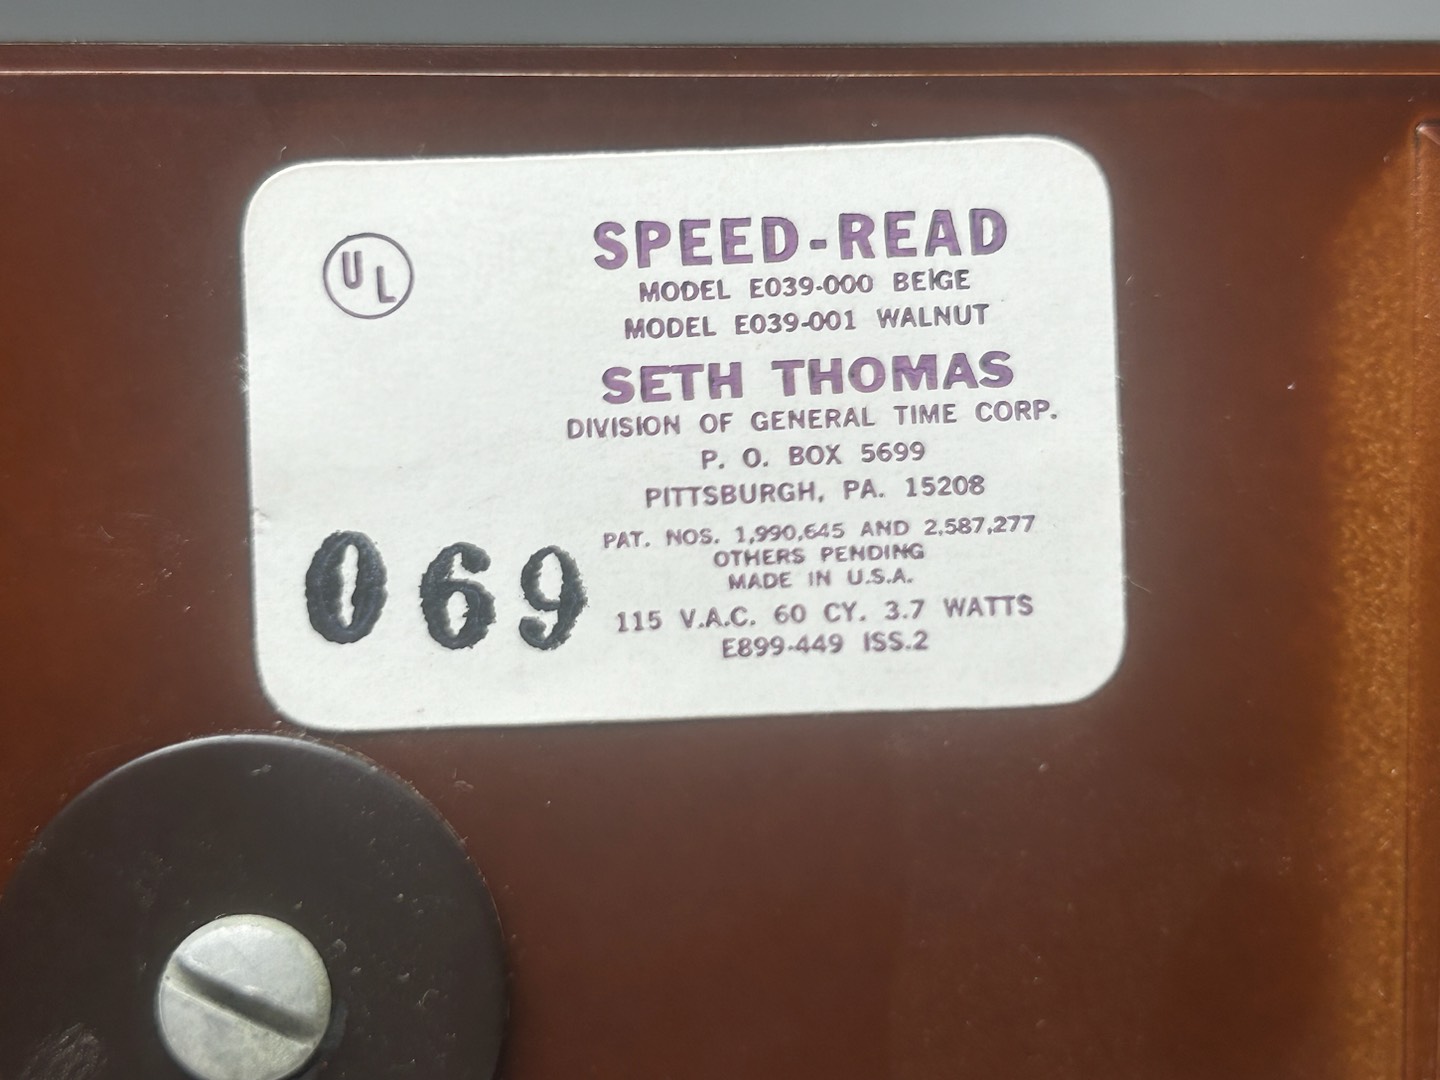 UL
SPEED-READ
MODEL E039-000 BEIGE
MODEL E039-001 WALNUT
SETH THOMAS
DIVISION OF GENERAL TIME CORP.
P. O. BOX 5699
PITTSBURGH, PA. 15208
PAT. NOS. 1,990,645 AND 2,587,277
OTHERS PENDING
MADE IN U.S.A.
115 V.A.C. 60 CY. 3.7 WATTS
E899-449 ISS.2
069